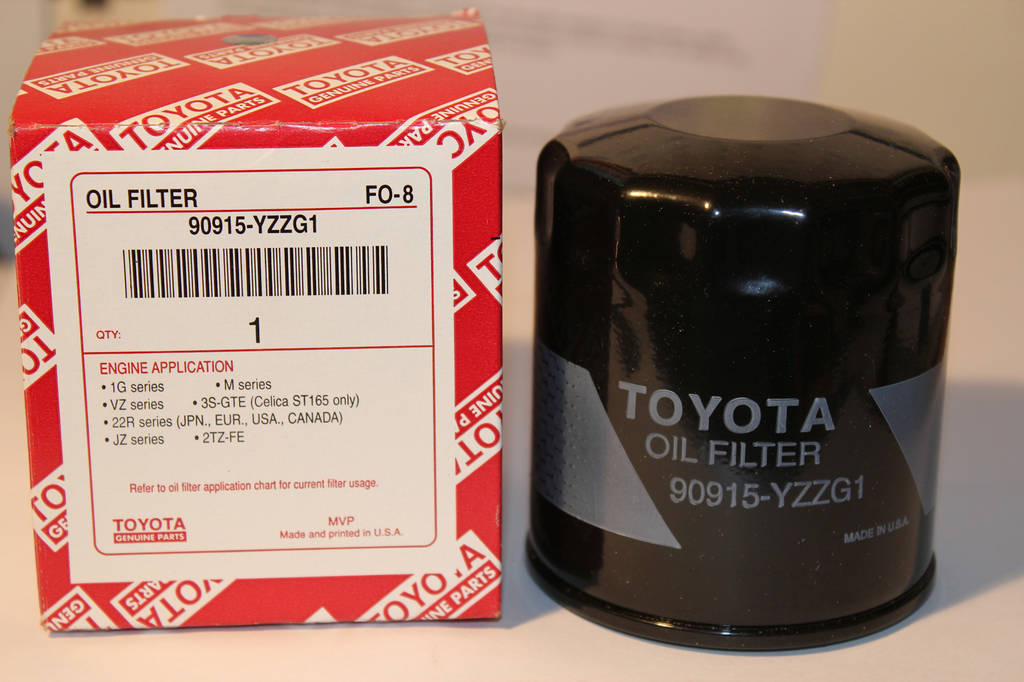 TOYOTA
GENUINE PARTS
TOYOTA
GENUINE PARTS
OIL FILTER FO-8
90915-YZZG1
QTY: 1
ENGINE APPLICATION
• 1G series • M series
• VZ series • 3S-GTE (Celica ST165 only)
• 22R series (JPN., EUR., USA., CANADA)
• JZ series • 2TZ-FE
Refer to oil filter application chart for current filter usage.
TOYOTA MVP
GENUINE PARTS Made and printed in U.S.A.
TOYOTA
OIL FILTER
90915-YZZG1
MADE IN U.S.A.